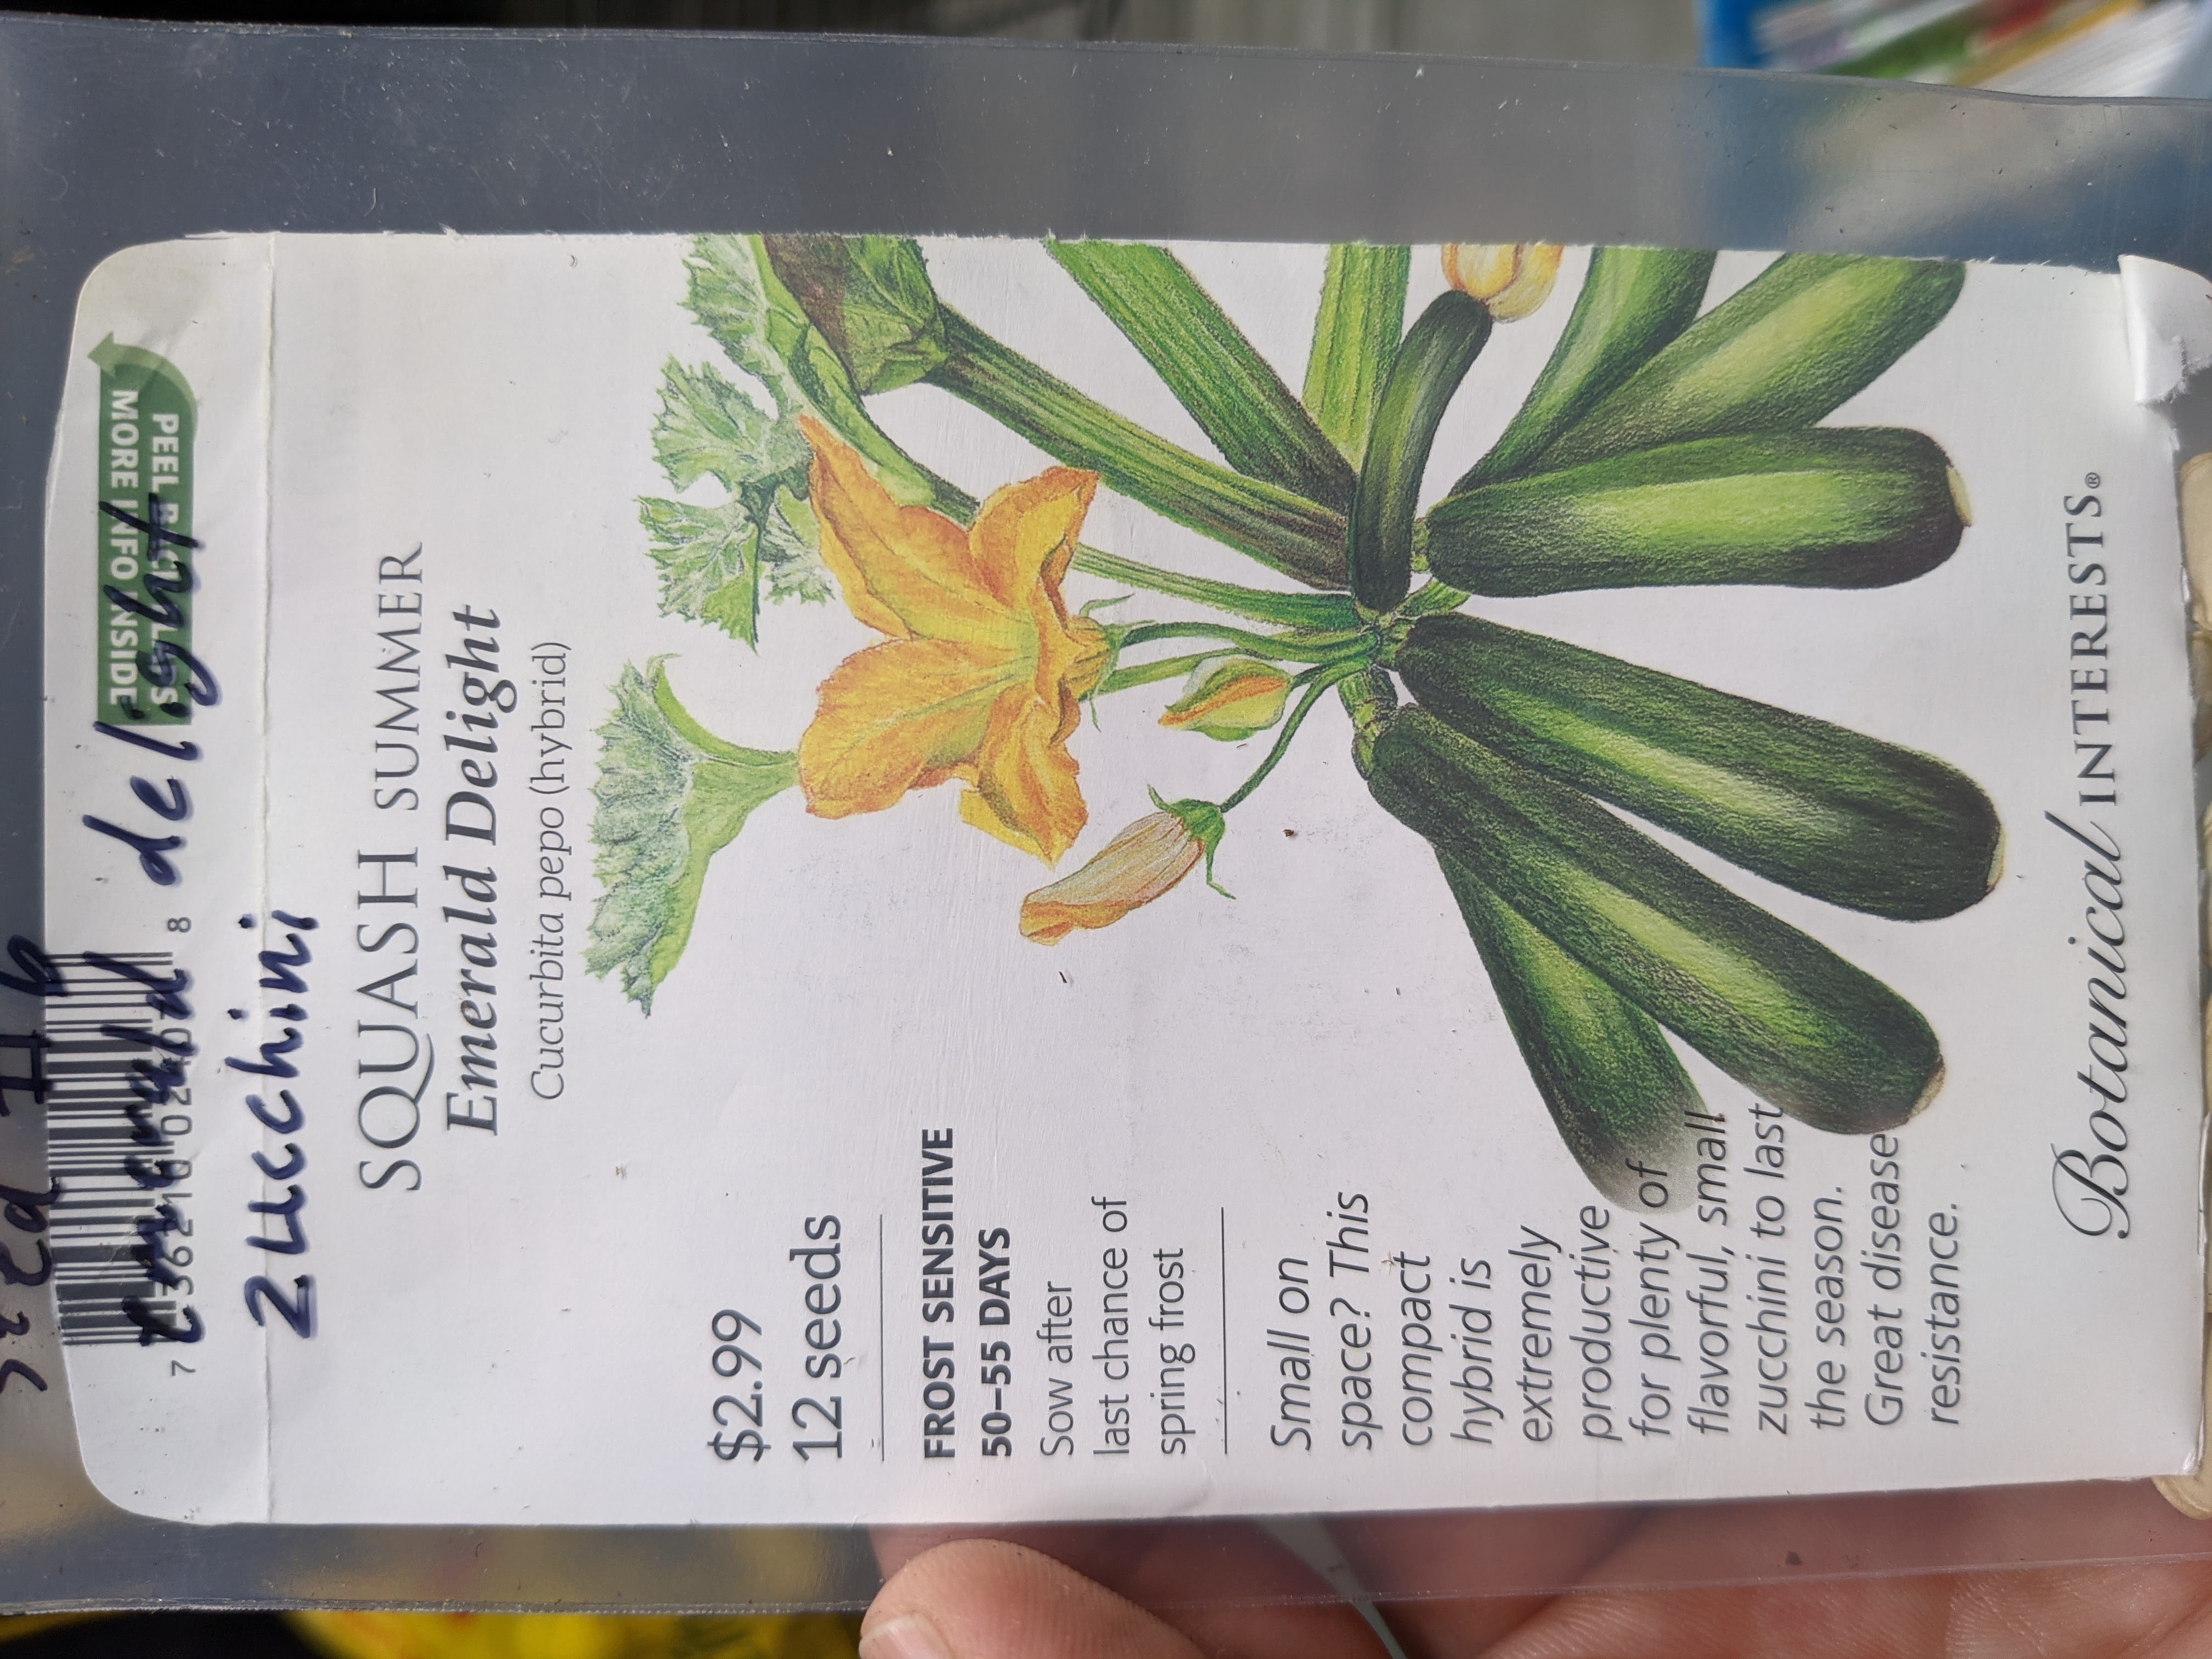 PEEL
MORE INFO INSIDE
7 8
emerald delight
zucchini
SQUASH SUMMER
Emerald Delight
Cucurbita pepo (hybrid)
$2.99
12 seeds
FROST SENSITIVE
50–55 DAYS
Sow after
last chance of
spring frost
Small on
space? This
compact
hybrid is
extremely
productive
for plenty of
flavorful, small
zucchini to last
the season.
Great disease
resistance.
Botanical INTERESTS®